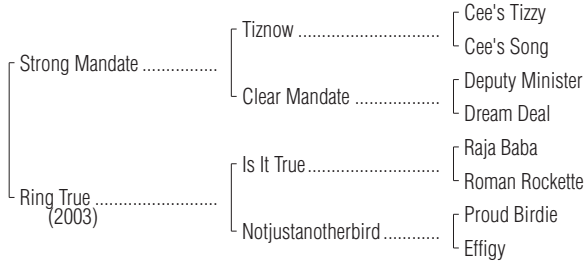 Cee's Tizzy
Tiznow ..............................
Cee's Song
Strong Mandate ................
Deputy Minister
Clear Mandate ..................
Dream Deal
Raja Baba
Is It True............................
Roman Rockette
Ring True ..........................
(2003)
Proud Birdie
Notjustanotherbird ............
Effigy